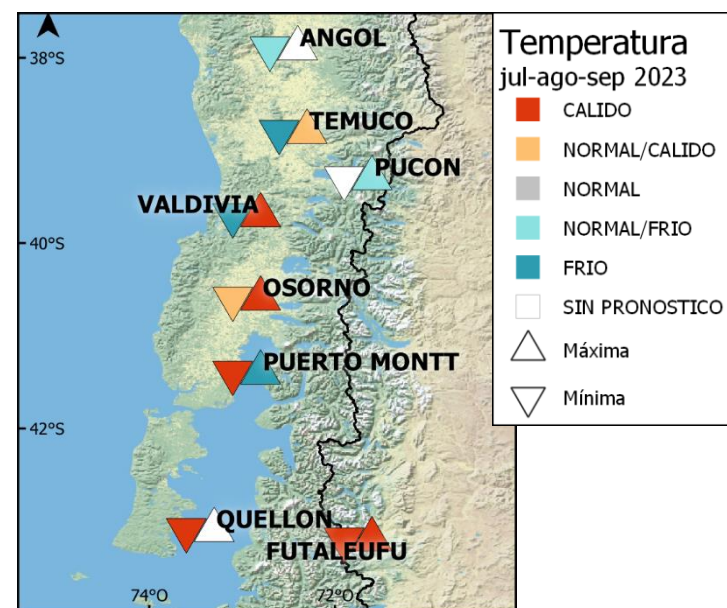 Temperatura
jul-ago-sep 2023
CALIDO
NORMAL/CALIDO
NORMAL
NORMAL/FRIO
FRIO
SIN PRONOSTICO
Máxima
Mínima
ANGOL
38°S
TEMUCO
PUCON
VALDIVIA
40°S
OSORNO
PUERTO MONTT
42°S
QUELLON
FUTALEUFU
74°O
72°O